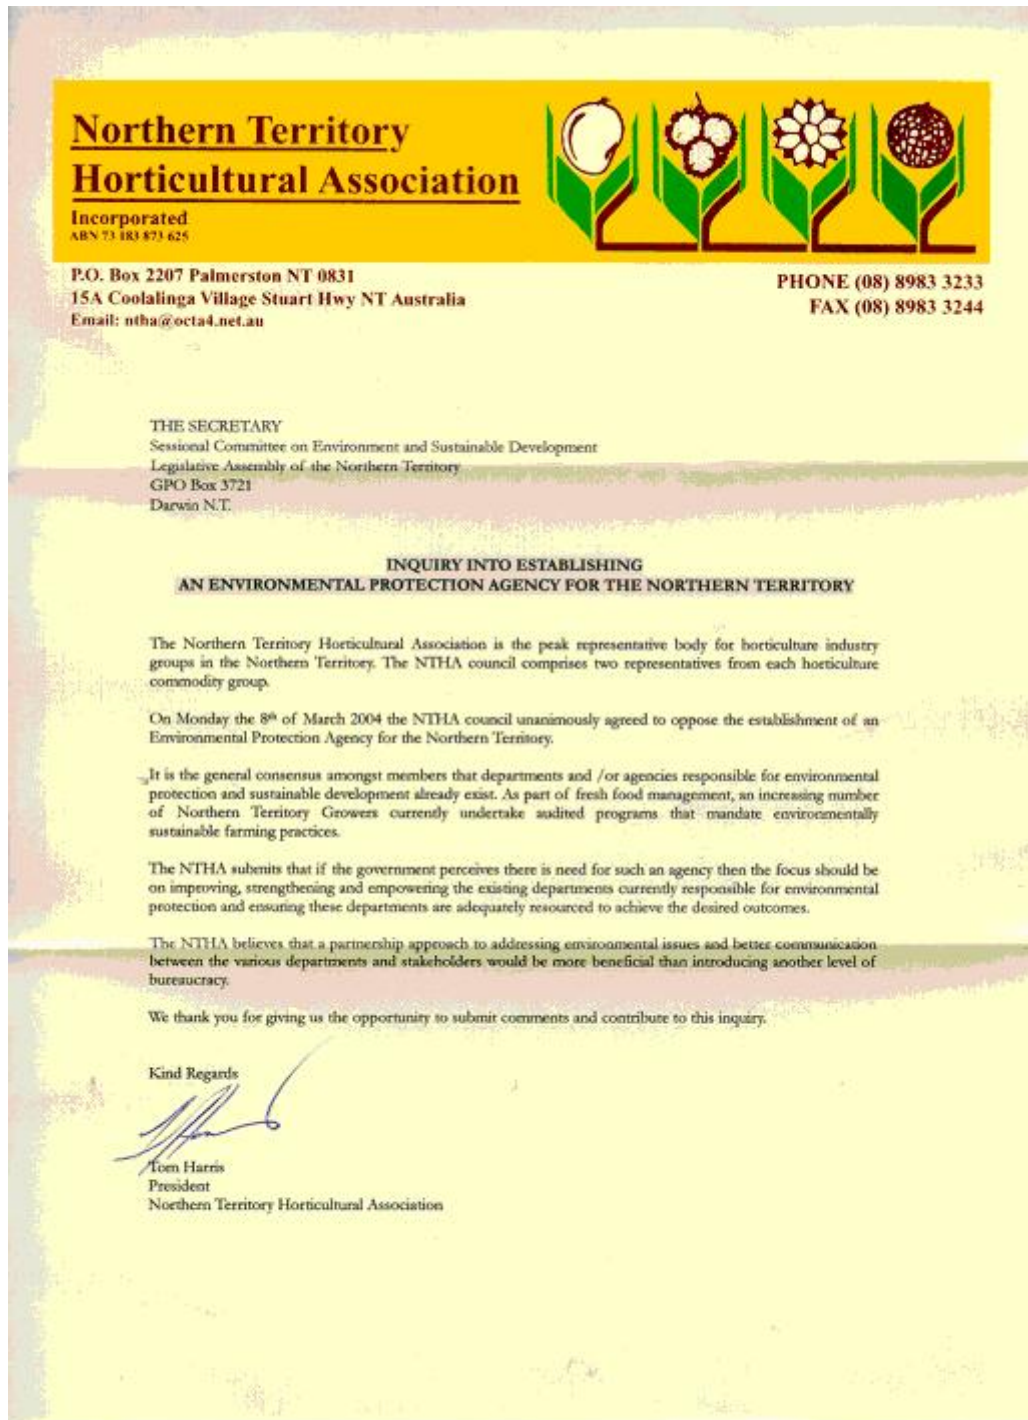 Northern Territory
Horticultural Association
Incorporated
ABN 73 183 873 625
P.O. Box 2207 Palmerston NT 0831
15A Coolalinga Village Stuart Hwy NT Australia
Email: ntha@octa4.net.au
PHONE (08) 8983 3233
FAX (08) 8983 3244
THE SECRETARY
Sessional Committee on Environment and Sustainable Development
Legislative Assembly of the Northern Territory
GPO Box 3721
Darwin N.T.
INQUIRY INTO ESTABLISHING
AN ENVIRONMENTAL PROTECTION AGENCY FOR THE NORTHERN TERRITORY
The Northern Territory Horticultural Association is the peak representative body for horticulture industry
groups in the Northern Territory. The NTHA council comprises two representatives from each horticulture
commodity group.
On Monday the 8th of March 2004 the NTHA council unanimously agreed to oppose the establishment of an
Environmental Protection Agency for the Northern Territory.
It is the general consensus amongst members that departments and /or agencies responsible for environmental
protection and sustainable development already exist. As part of fresh food management, an increasing number
of Northern Territory Growers currently undertake audited programs that mandate environmentally
sustainable farming practices.
The NTHA submits that if the government perceives there is need for such an agency then the focus should be
on improving, strengthening and empowering the existing departments currently responsible for environmental
protection and ensuring these departments are adequately resourced to achieve the desired outcomes.
The NTHA believes that a partnership approach to addressing environmental issues and better communication
between the various departments and stakeholders would be more beneficial than introducing another level of
bureaucracy.
We thank you for giving us the opportunity to submit comments and contribute to this inquiry.
Kind Regards
Tom Harris
President
Northern Territory Horticultural Association